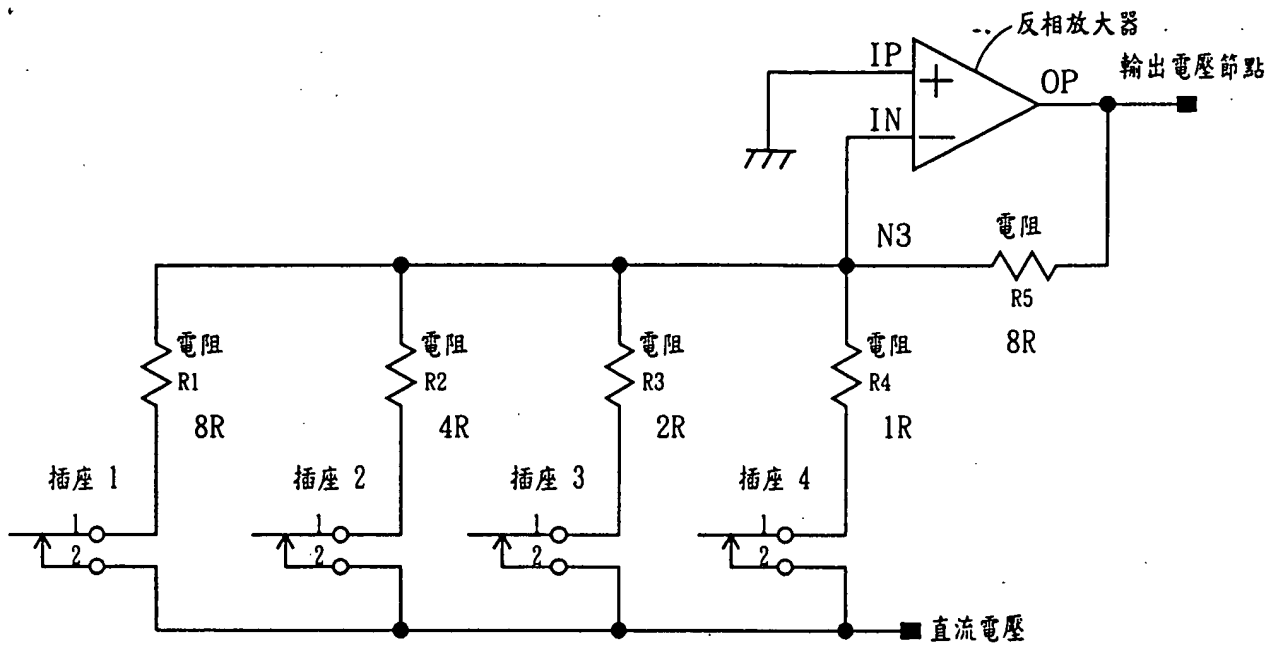 反相放大器
IP
+
IN
−
OP
輸出電壓節點
N3
電阻
R5
8R
電阻
R1
8R
電阻
R2
4R
電阻
R3
2R
電阻
R4
1R
插座 1
1
2
插座 2
1
2
插座 3
1
2
插座 4
1
2
直流電壓